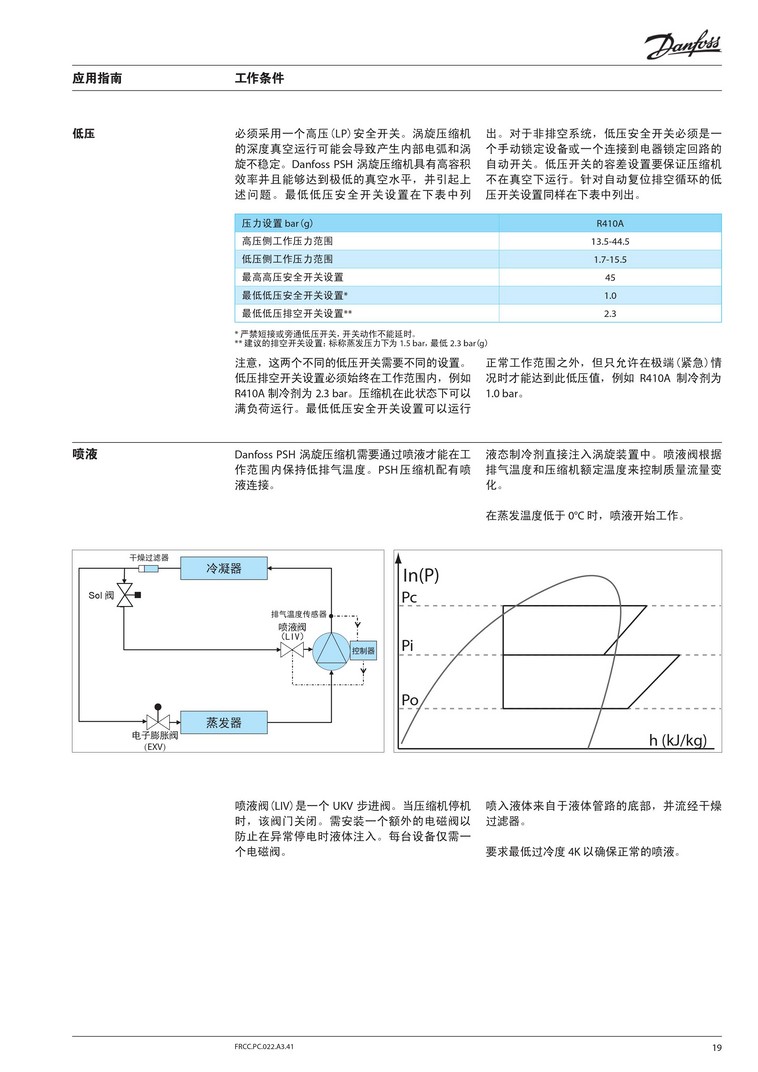 Danfoss
应用指南
工作条件
低压
必须采用一个高压(LP)安全开关。涡旋压缩机
的深度真空运行可能会导致产生内部电弧和涡
旋不稳定。Danfoss PSH 涡旋压缩机具有高容积
效率并且能够达到极低的真空水平，并引起上
述问题。最低低压安全开关设置在下表中列
出。对于非排空系统，低压安全开关必须是一
个手动锁定设备或一个连接到电器锁定回路的
自动开关。低压开关的容差设置要保证压缩机
不在真空下运行。针对自动复位排空循环的低
压开关设置同样在下表中列出。
压力设置 bar(g) R410A
高压侧工作压力范围 13.5-44.5
低压侧工作压力范围 1.7-15.5
最高高压安全开关设置 45
最低低压安全开关设置* 1.0
最低低压排空开关设置** 2.3
* 严禁短接或旁通低压开关，开关动作不能延时。
** 建议的排空开关设置：标称蒸发压力下为 1.5 bar，最低 2.3 bar(g)
注意，这两个不同的低压开关需要不同的设置。
低压排空开关设置必须始终在工作范围内，例如
R410A 制冷剂为 2.3 bar。压缩机在此状态下可以
满负荷运行。最低低压安全开关设置可以运行
正常工作范围之外，但只允许在极端(紧急)情
况时才能达到此低压值，例如 R410A 制冷剂为
1.0 bar。
喷液
Danfoss PSH 涡旋压缩机需要通过喷液才能在工
作范围内保持低排气温度。PSH压缩机配有喷
液连接。
液态制冷剂直接注入涡旋装置中。喷液阀根据
排气温度和压缩机额定温度来控制质量流量变
化。
在蒸发温度低于 0°C 时，喷液开始工作。
干燥过滤器
冷凝器
Sol 阀
排气温度传感器
喷液阀
(LIV)
控制器
蒸发器
电子膨胀阀
(EXV)
In(P)
Pc
Pi
Po
h (kJ/kg)
喷液阀(LIV)是一个 UKV 步进阀。当压缩机停机
时，该阀门关闭。需安装一个额外的电磁阀以
防止在异常停电时液体注入。每台设备仅需一
个电磁阀。
喷入液体来自于液体管路的底部，并流经干燥
过滤器。
要求最低过冷度 4K 以确保正常的喷液。
FRCC.PC.022.A3.41
19